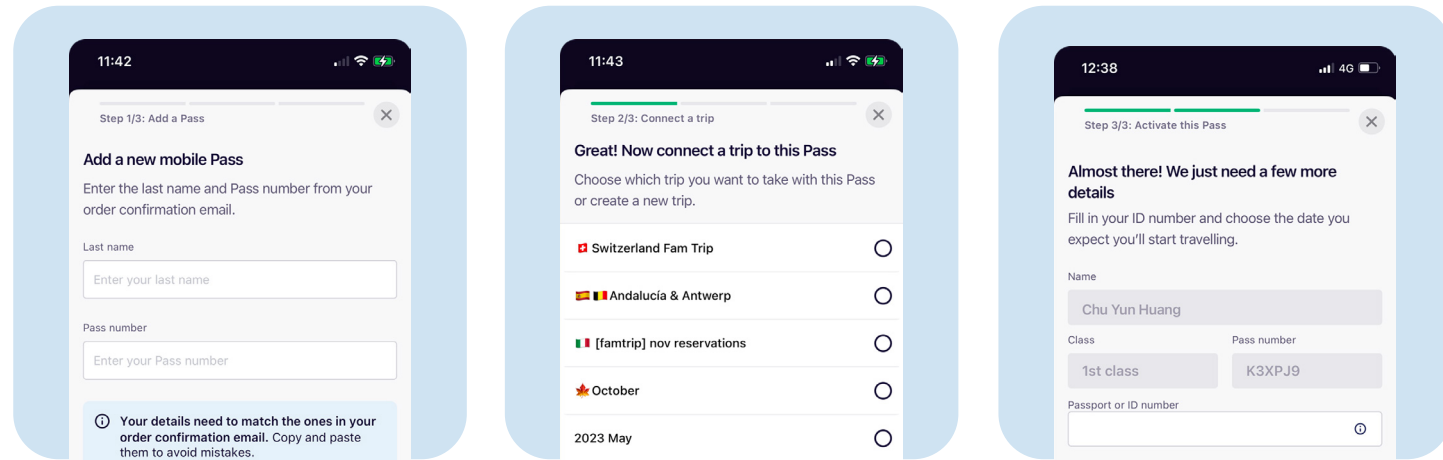 11:42
Step 1/3: Add a Pass
Add a new mobile Pass
Enter the last name and Pass number from your
order confirmation email.
Last name
Enter your last name
Pass number
Enter your Pass number
Your details need to match the ones in your
order confirmation email. Copy and paste
them to avoid mistakes.
11:43
Step 2/3: Connect a trip
Great! Now connect a trip to this Pass
Choose which trip you want to take with this Pass
or create a new trip.
🇨🇭 Switzerland Fam Trip
🇪🇸🇧🇪Andalucía & Antwerp
🇮🇹 [famtrip] nov reservations
🍁October
2023 May
12:38
4G
Step 3/3: Activate this Pass
Almost there! We just need a few more
details
Fill in your ID number and choose the date you
expect you’ll start travelling.
Name
Chu Yun Huang
Class
Pass number
1st class
K3XPJ9
Passport or ID number